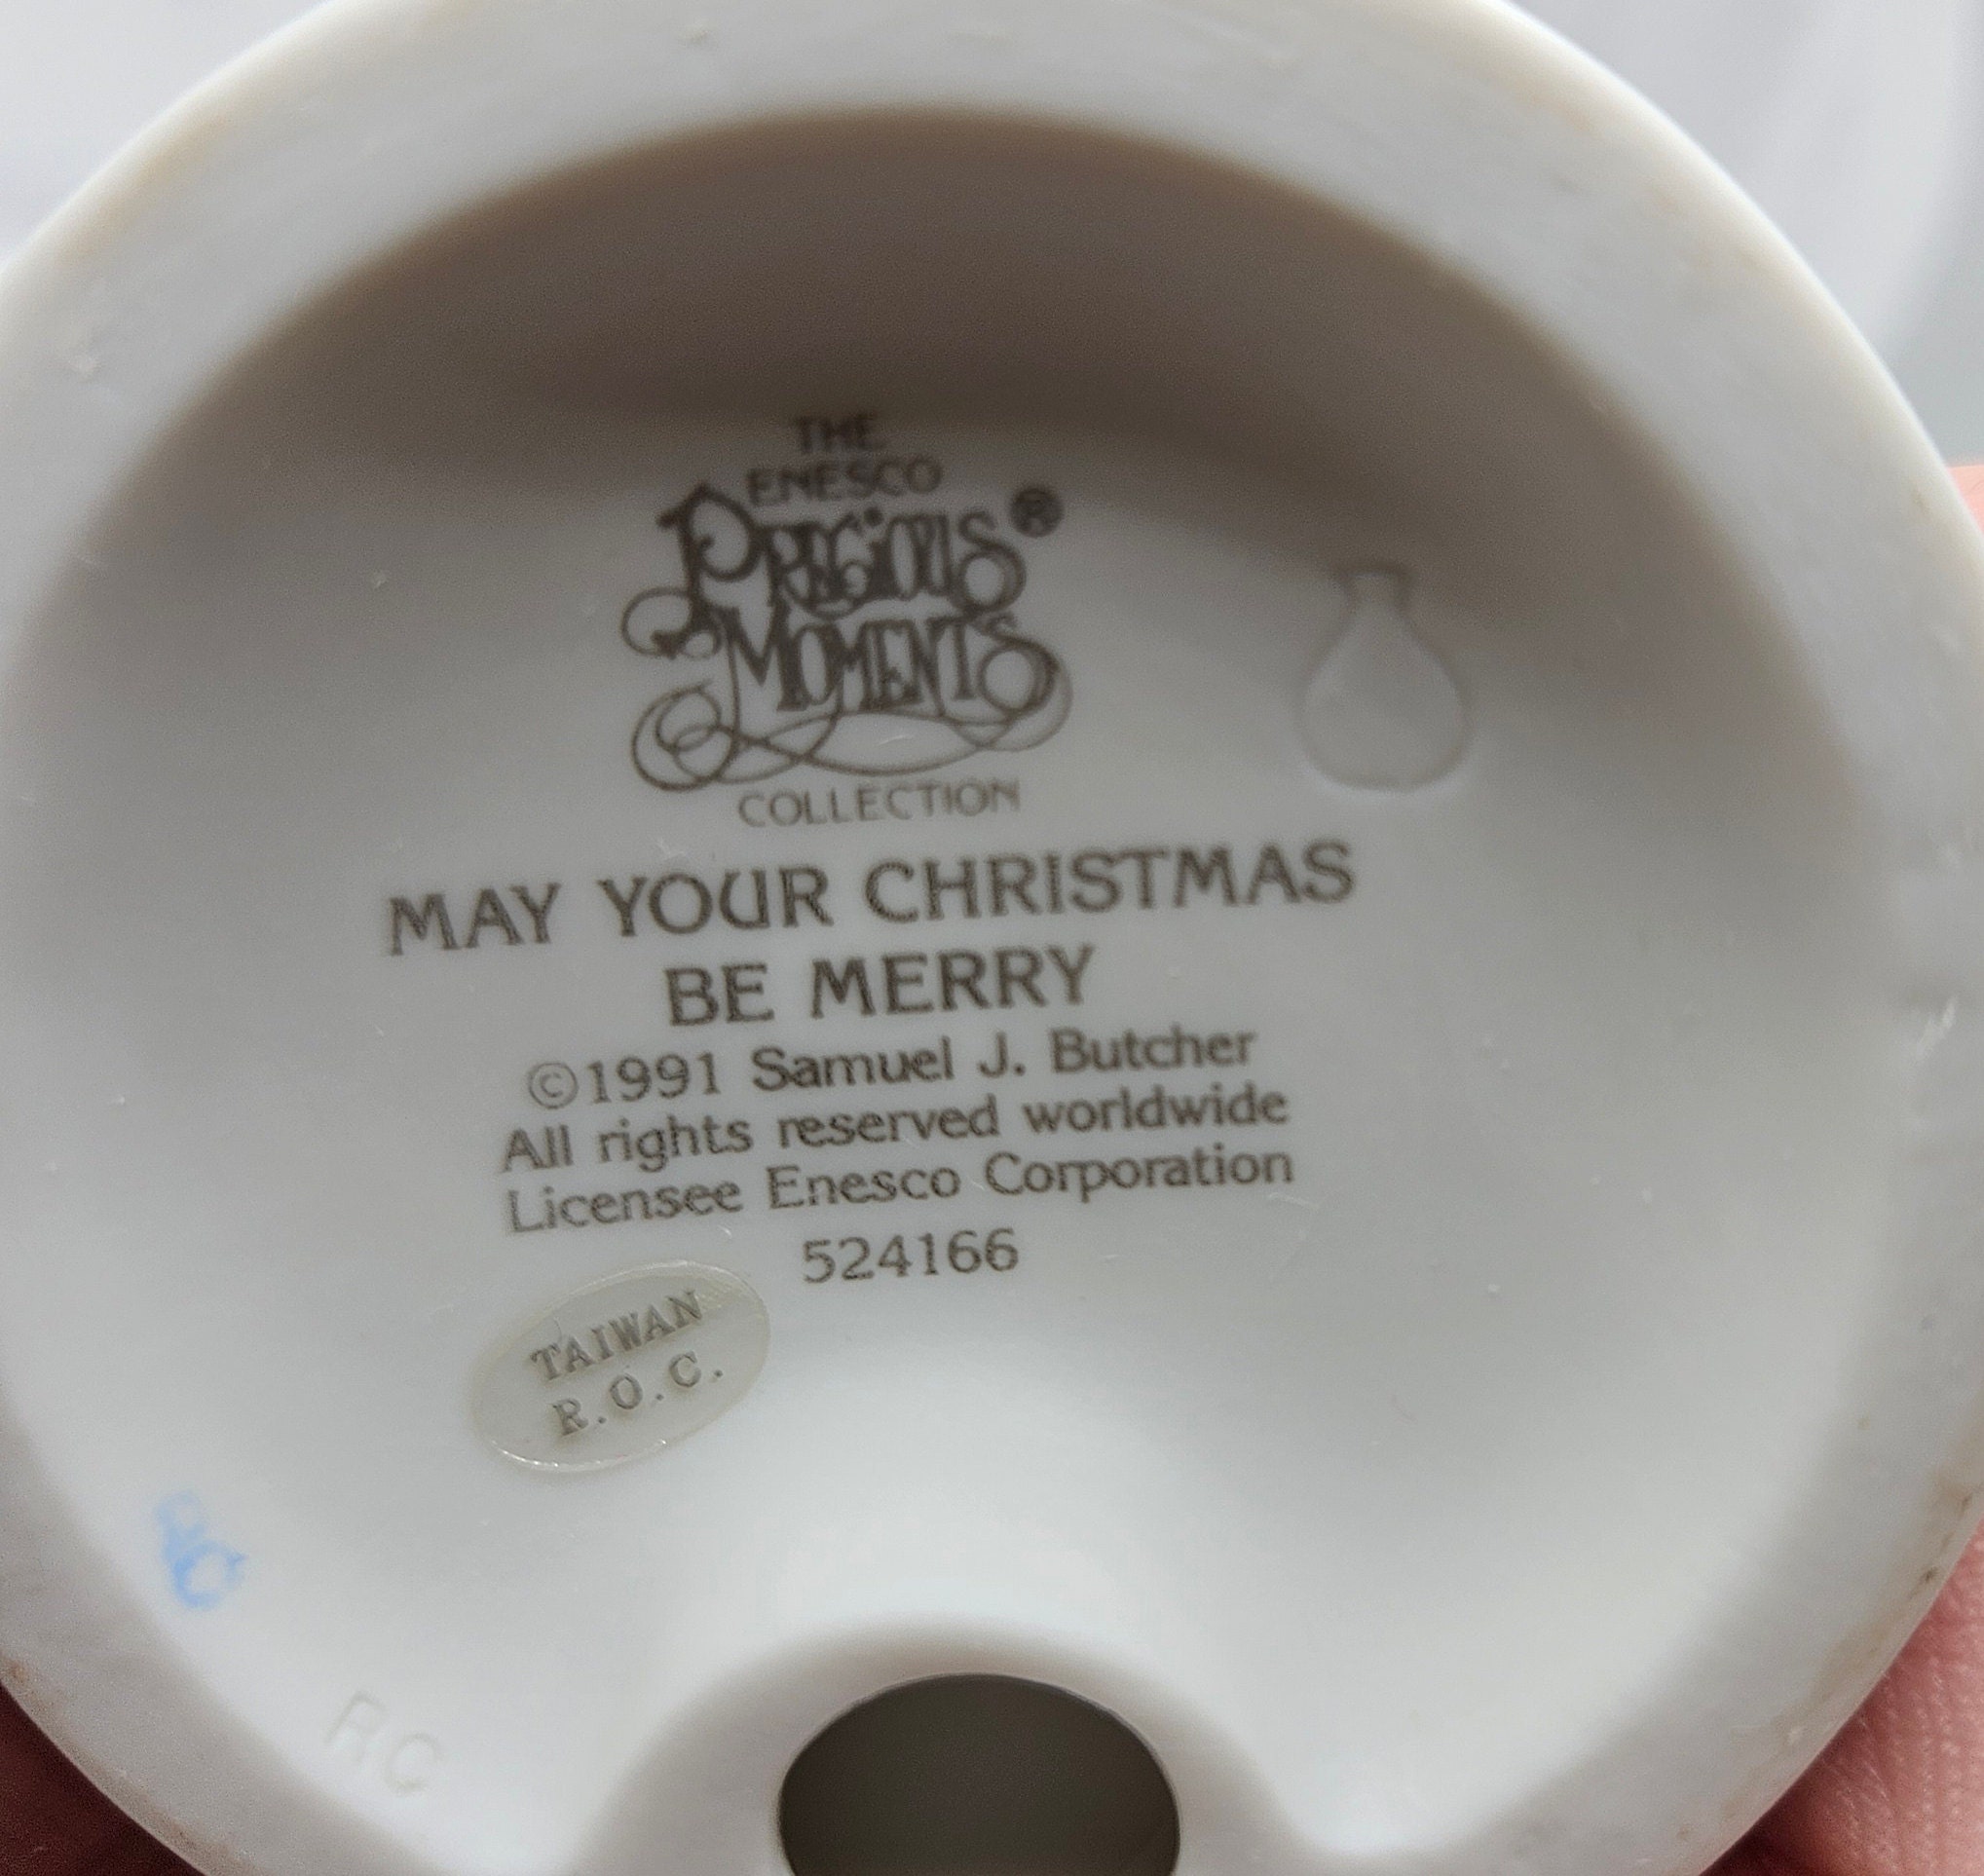 THE
ENESCO
PRECIOUS®
MOMENTS
COLLECTION
MAY YOUR CHRISTMAS
BE MERRY
©1991 Samuel J. Butcher
All rights reserved worldwide
Licensee Enesco Corporation
524166
TAIWAN
R.O.C.
RC